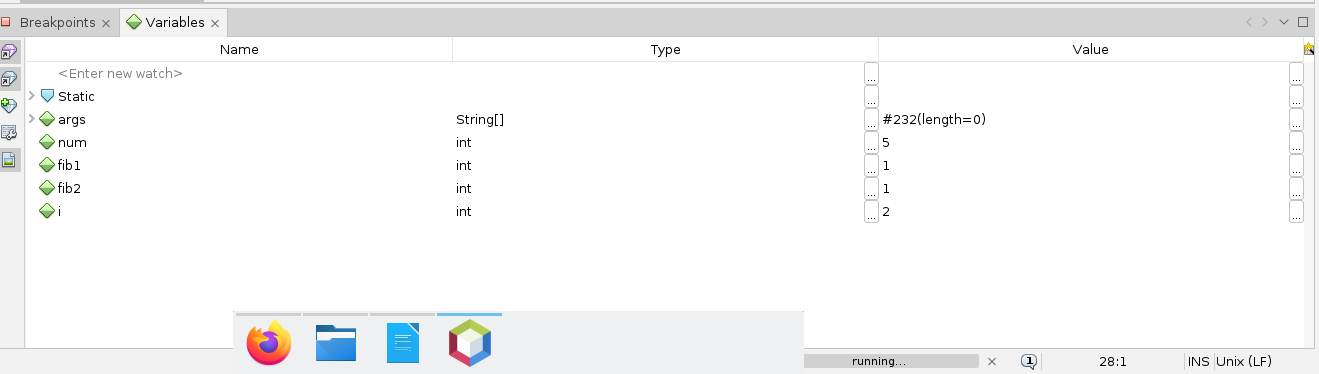 Breakpoints Variables
Name Type Value
<Enter new watch> ... ...
Static ... ...
args String[] ... #232(length=0) ...
num int ... 5 ...
fib1 int ... 1 ...
fib2 int ... 1 ...
i int ... 2 ...
running... 1 28:1 INS Unix (LF)